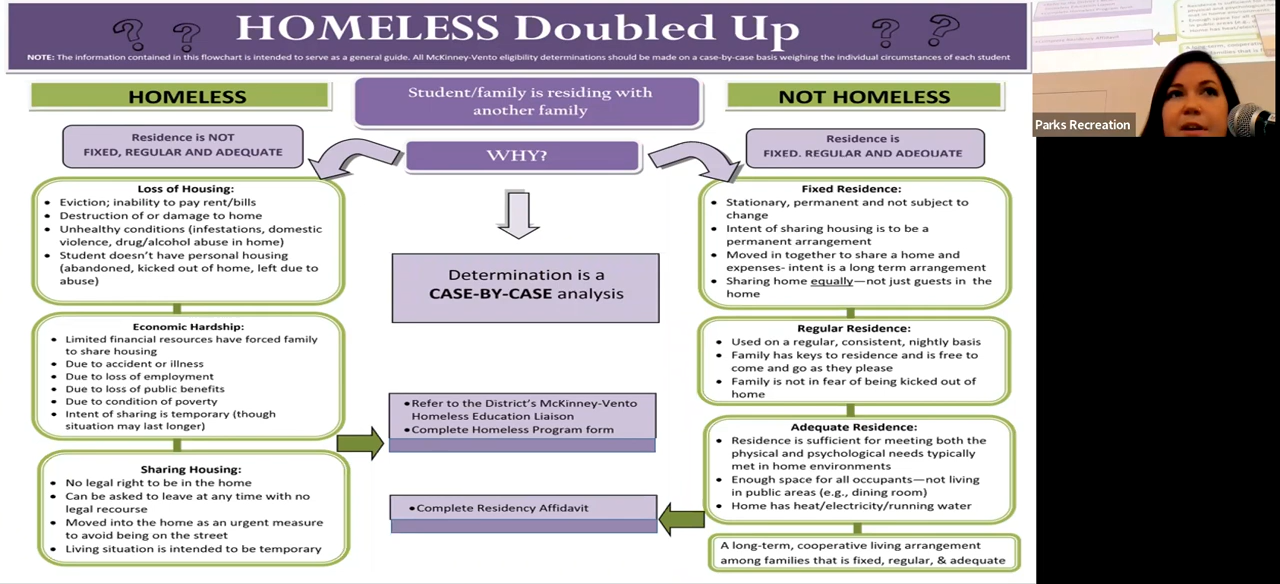 HOMELESS Doubled Up
NOTE: The information contained in this flowchart is intended to serve as a general guide. All McKinney-Vento eligibility determinations should be made on a case-by-case basis weighing the individual circumstances of each student
HOMELESS
Residence is NOT
FIXED, REGULAR AND ADEQUATE
Loss of Housing:
• Eviction; inability to pay rent/bills
• Destruction of or damage to home
• Unhealthy conditions (infestations, domestic
violence, drug/alcohol abuse in home)
• Student doesn't have personal housing
(abandoned, kicked out of home, left due to
abuse)
Economic Hardship:
• Limited financial resources have forced family
to share housing
• Due to accident or illness
• Due to loss of employment
• Due to loss of public benefits
• Due to condition of poverty
• Intent of sharing is temporary (though
situation may last longer)
Sharing Housing:
• No legal right to be in the home
• Can be asked to leave at any time with no
legal recourse
• Moved into the home as an urgent measure
to avoid being on the street
• Living situation is intended to be temporary
Student/family is residing with
another family
WHY?
Determination is a
CASE-BY-CASE analysis
• Refer to the District's McKinney-Vento
Homeless Education Liaison
• Complete Homeless Program form
• Complete Residency Affidavit
NOT HOMELESS
Residence is
FIXED. REGULAR AND ADEQUATE
Fixed Residence:
• Stationary, permanent and not subject to
change
• Intent of sharing housing is to be a
permanent arrangement
• Moved in together to share a home and
expenses- intent is a long term arrangement
• Sharing home equally—not just guests in the
home
Regular Residence:
• Used on a regular, consistent, nightly basis
• Family has keys to residence and is free to
come and go as they please
• Family is not in fear of being kicked out of
home
Adequate Residence:
• Residence is sufficient for meeting both the
physical and psychological needs typically
met in home environments
• Enough space for all occupants—not living
in public areas (e.g., dining room)
• Home has heat/electricity/running water
A long-term, cooperative living arrangement
among families that is fixed, regular, & adequate
Parks Recreation